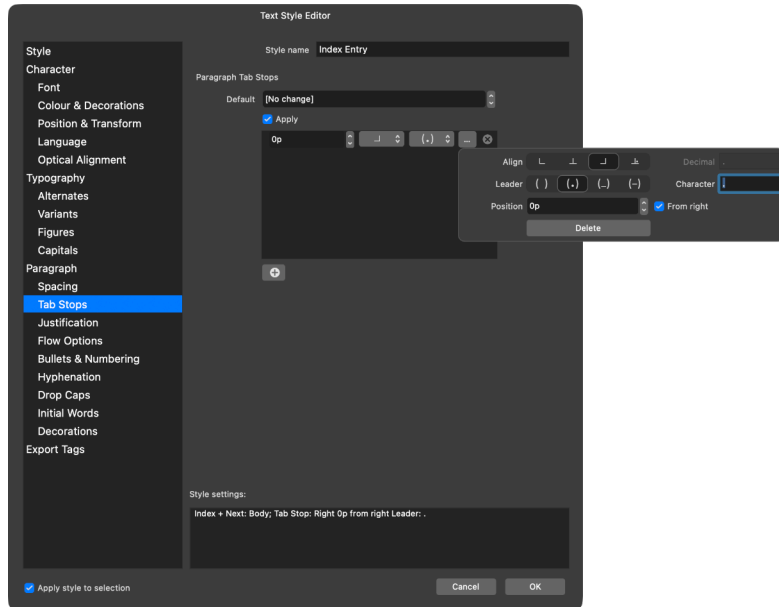 Text Style Editor
Style
Character
Font
Colour & Decorations
Position & Transform
Language
Optical Alignment
Typography
Alternates
Variants
Figures
Capitals
Paragraph
Spacing
Tab Stops
Justification
Flow Options
Bullets & Numbering
Hyphenation
Drop Caps
Initial Words
Decorations
Export Tags
Style name Index Entry
Paragraph Tab Stops
Default [No change]
Apply
0p (.) ...
Align Decimal .
Leader ( ) (.) (_) (–) Character .
Position 0p From right
Delete
Style settings:
Index + Next: Body; Tab Stop: Right 0p from right Leader: .
Apply style to selection Cancel OK